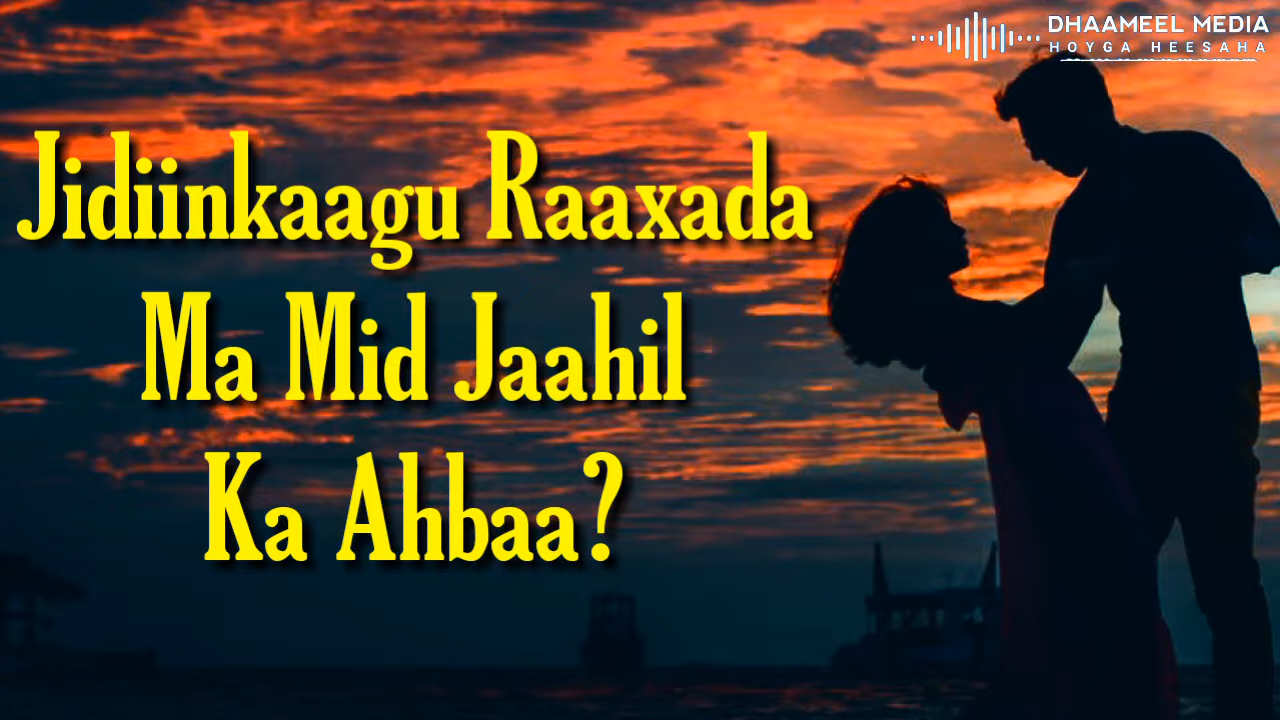 DHAAMEEL MEDIA
HOYGA HEESAHA
Jidiinkaagu Raaxada
Ma Mid Jaahil
Ka Ahbaa?